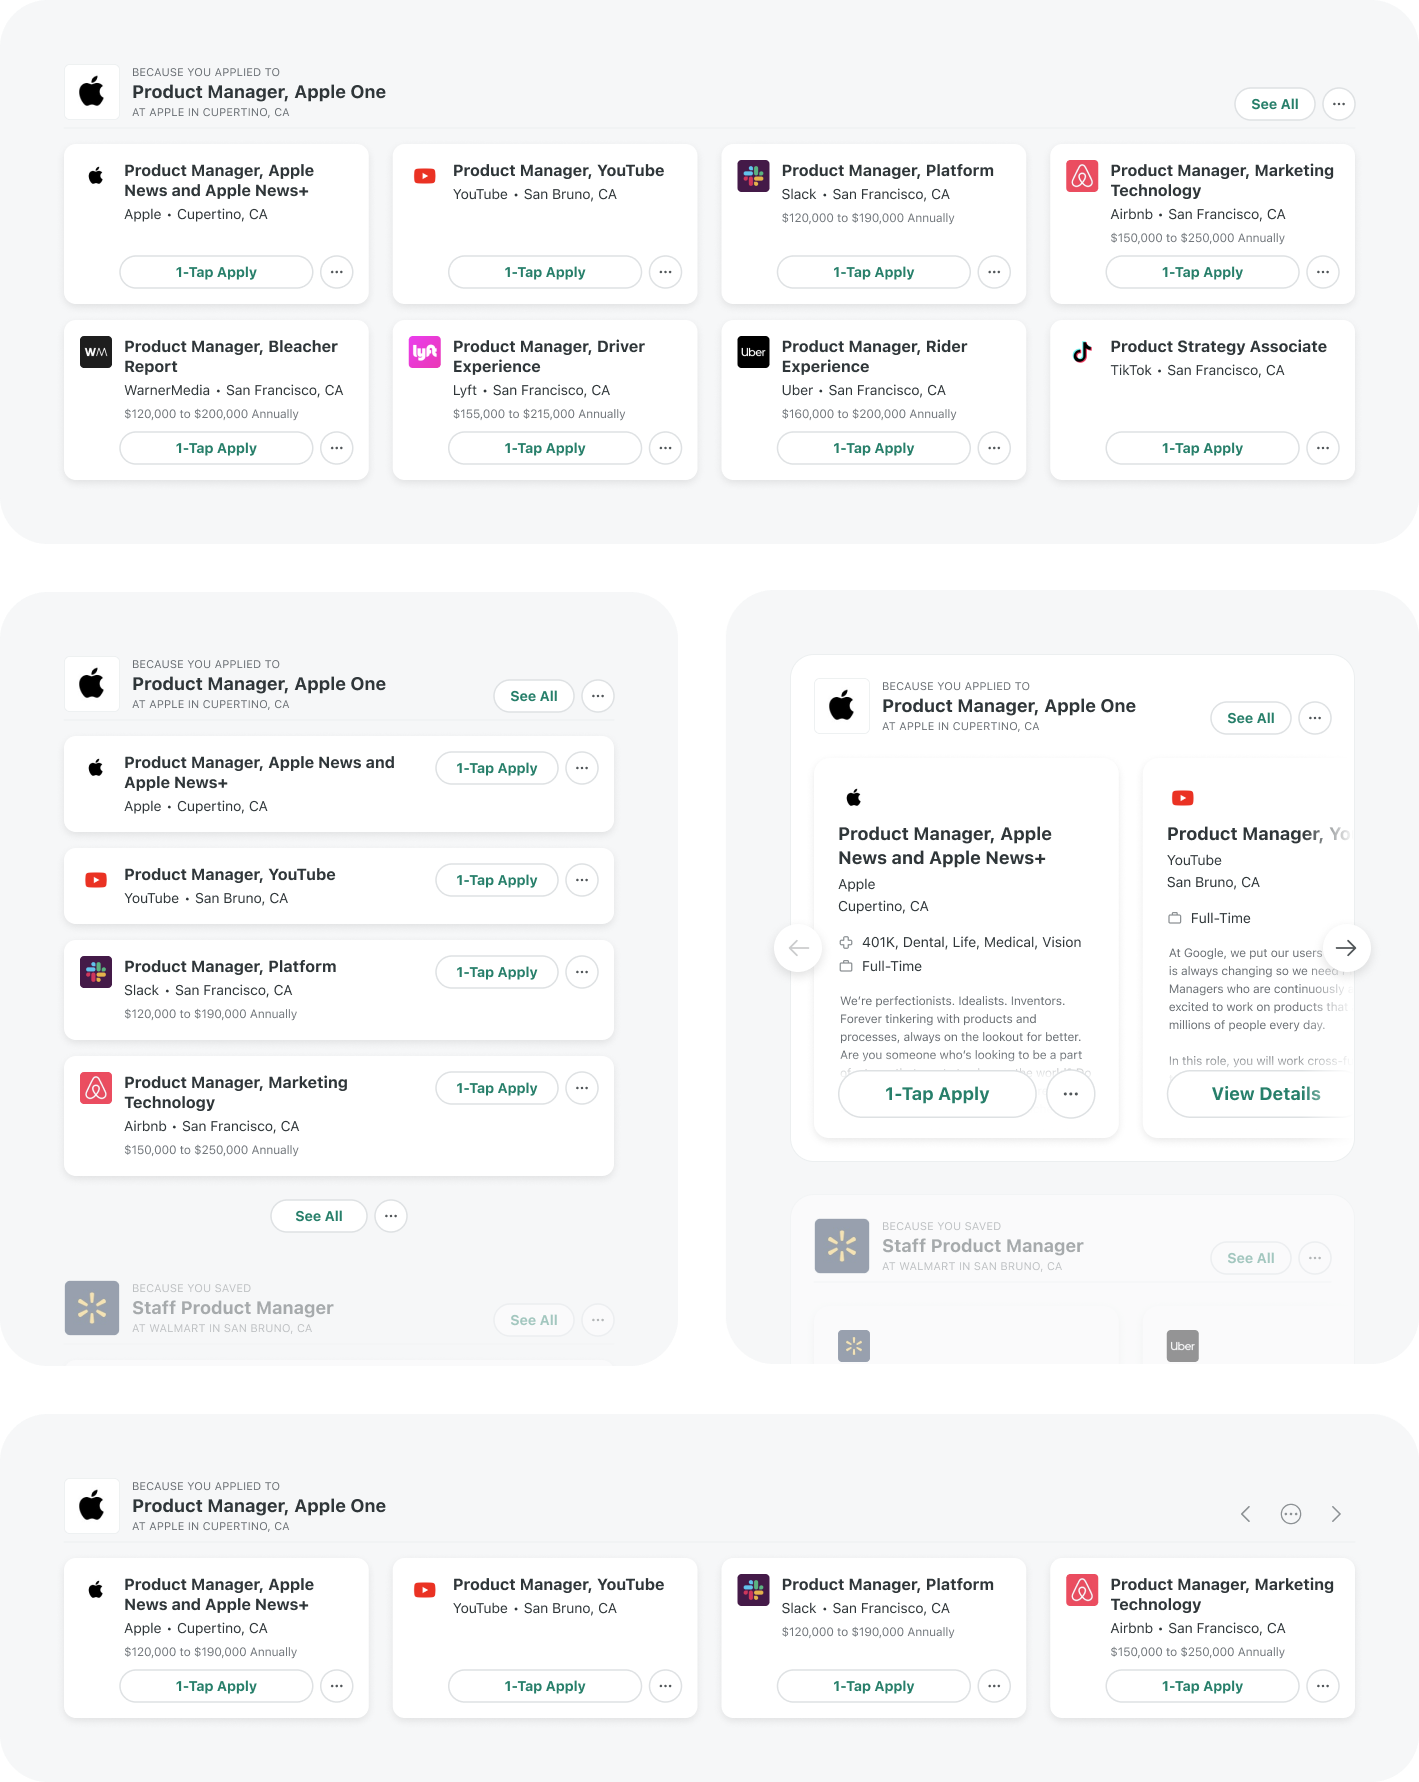 BECAUSE YOU APPLIED TO
Product Manager, Apple One
AT APPLE IN CUPERTINO, CA
See All
Product Manager, Apple
News and Apple News+
Apple • Cupertino, CA
1-Tap Apply
Product Manager, YouTube
YouTube • San Bruno, CA
1-Tap Apply
Product Manager, Platform
Slack • San Francisco, CA
$120,000 to $190,000 Annually
1-Tap Apply
Product Manager, Marketing
Technology
Airbnb • San Francisco, CA
$150,000 to $250,000 Annually
1-Tap Apply
WM
Product Manager, Bleacher
Report
WarnerMedia • San Francisco, CA
$120,000 to $200,000 Annually
1-Tap Apply
lyft
Product Manager, Driver
Experience
Lyft • San Francisco, CA
$155,000 to $215,000 Annually
1-Tap Apply
Uber
Product Manager, Rider
Experience
Uber • San Francisco, CA
$160,000 to $200,000 Annually
1-Tap Apply
Product Strategy Associate
TikTok • San Francisco, CA
1-Tap Apply
BECAUSE YOU APPLIED TO
Product Manager, Apple One
AT APPLE IN CUPERTINO, CA
See All
Product Manager, Apple News and
Apple News+
Apple • Cupertino, CA
1-Tap Apply
Product Manager, YouTube
YouTube • San Bruno, CA
1-Tap Apply
Product Manager, Platform
Slack • San Francisco, CA
$120,000 to $190,000 Annually
1-Tap Apply
Product Manager, Marketing
Technology
Airbnb • San Francisco, CA
$150,000 to $250,000 Annually
1-Tap Apply
See All
BECAUSE YOU SAVED
Staff Product Manager
AT WALMART IN SAN BRUNO, CA
See All
BECAUSE YOU APPLIED TO
Product Manager, Apple One
AT APPLE IN CUPERTINO, CA
See All
Product Manager, Apple
News and Apple News+
Apple
Cupertino, CA
401K, Dental, Life, Medical, Vision
Full-Time
We're perfectionists. Idealists. Inventors.
Forever tinkering with products and
processes, always on the lookout for better.
Are you someone who's looking to be a part
1-Tap Apply
Product Manager, Yo
YouTube
San Bruno, CA
Full-Time
At Google, we put our users
is always changing so we need
Managers who are continuously
excited to work on products that
millions of people every day.
In this role, you will work cross-f
View Details
BECAUSE YOU SAVED
Staff Product Manager
AT WALMART IN SAN BRUNO, CA
See All
Uber
BECAUSE YOU APPLIED TO
Product Manager, Apple One
AT APPLE IN CUPERTINO, CA
Product Manager, Apple
News and Apple News+
Apple • Cupertino, CA
$120,000 to $190,000 Annually
1-Tap Apply
Product Manager, YouTube
YouTube • San Bruno, CA
1-Tap Apply
Product Manager, Platform
Slack • San Francisco, CA
$120,000 to $190,000 Annually
1-Tap Apply
Product Manager, Marketing
Technology
Airbnb • San Francisco, CA
$150,000 to $250,000 Annually
1-Tap Apply